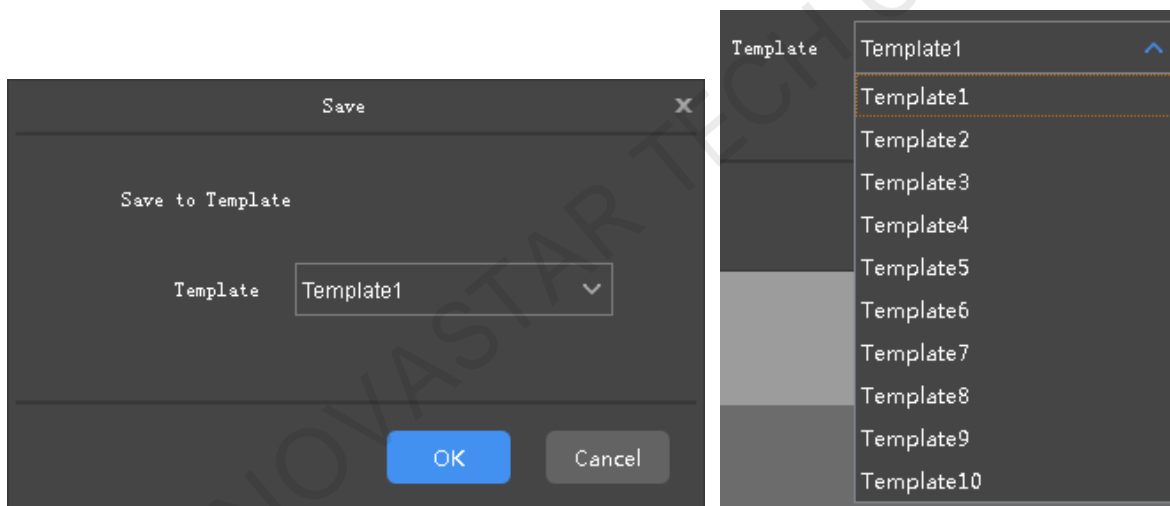 Save
Save to Template
Template Template1
OK Cancel
Template Template1
Template1
Template2
Template3
Template4
Template5
Template6
Template7
Template8
Template9
Template10
NOVASTAR TECH